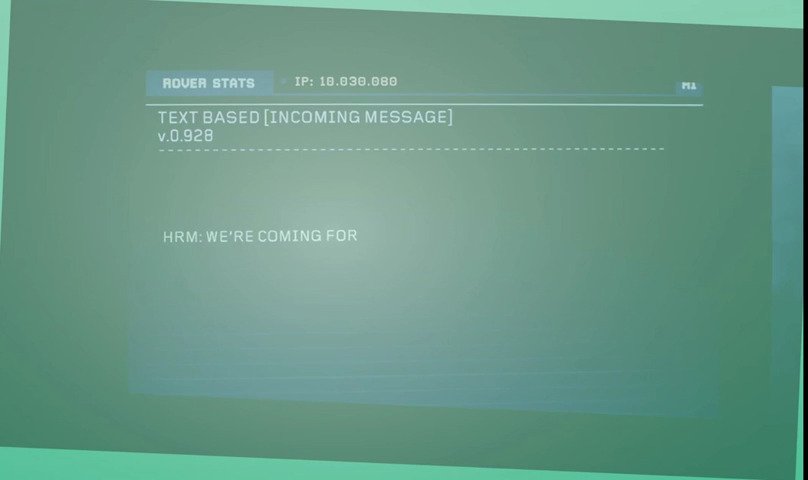 ROVER STATS IP: 10.030.080
TEXT BASED [INCOMING MESSAGE]
v.0.928
HRM: WE'RE COMING FOR